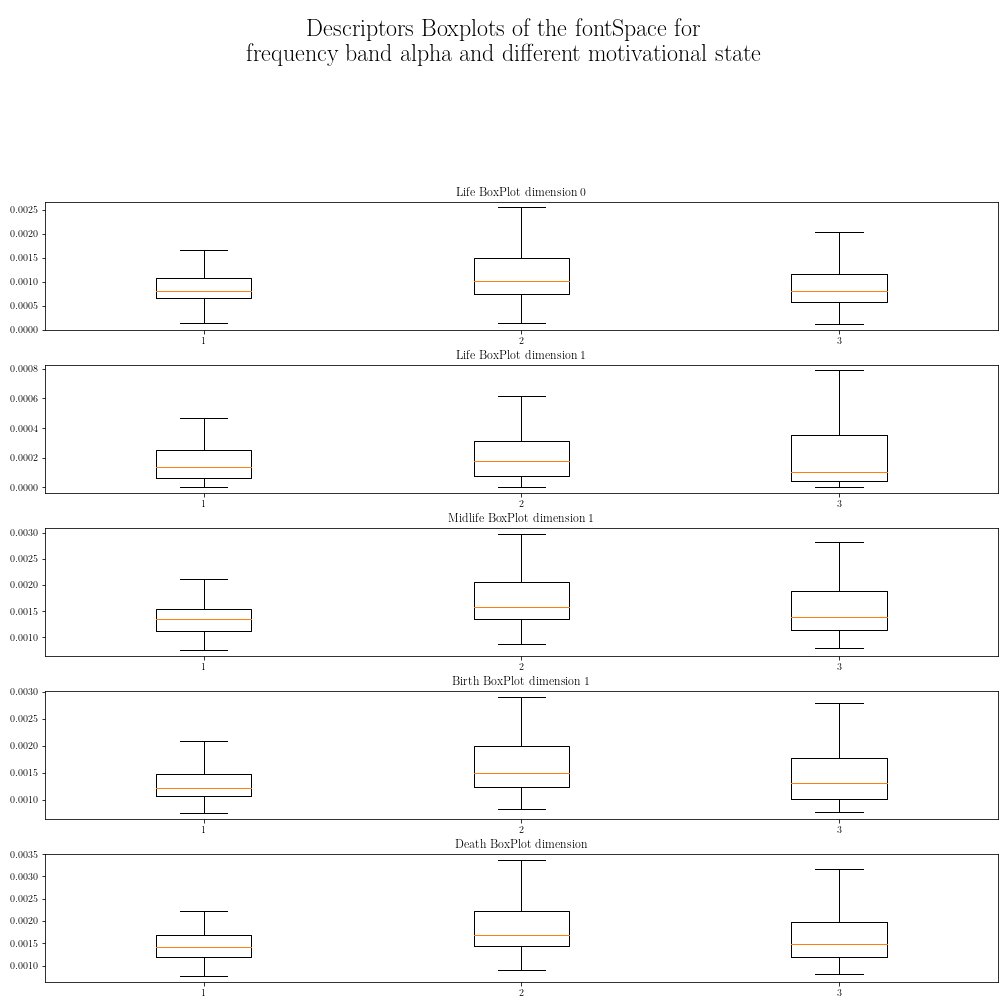 Descriptors Boxplots of the fontSpace for
frequency band alpha and different motivational state
Life BoxPlot dimension 0
0.0025
0.0020
0.0015
0.0010
0.0005
0.0000
1 2 3
Life BoxPlot dimension 1
0.0008
0.0006
0.0004
0.0002
0.0000
1 2 3
Midlife BoxPlot dimension 1
0.0030
0.0025
0.0020
0.0015
0.0010
1 2 3
Birth BoxPlot dimension 1
0.0030
0.0025
0.0020
0.0015
0.0010
1 2 3
Death BoxPlot dimension
0.0035
0.0030
0.0025
0.0020
0.0015
0.0010
1 2 3